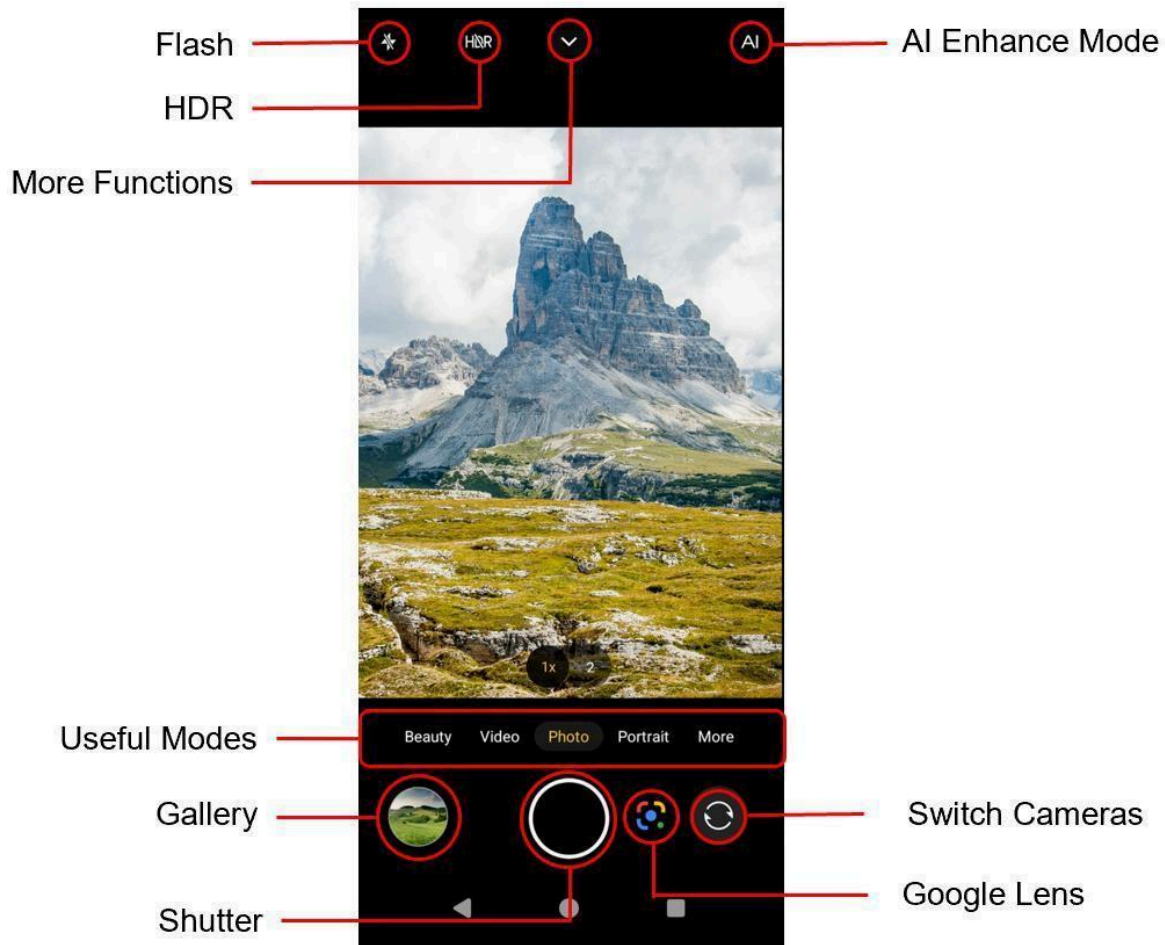 Flash
HDR
AI
AI Enhance Mode
HDR
More Functions
1x 2
Useful Modes
Beauty Video Photo Portrait More
Gallery
Switch Cameras
Google Lens
Shutter